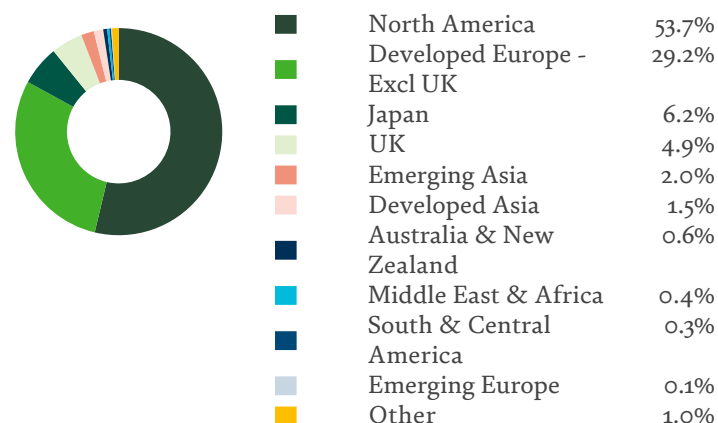 North America 53.7%
Developed Europe - 29.2%
Excl UK
Japan 6.2%
UK 4.9%
Emerging Asia 2.0%
Developed Asia 1.5%
Australia & New 0.6%
Zealand
Middle East & Africa 0.4%
South & Central 0.3%
America
Emerging Europe 0.1%
Other 1.0%